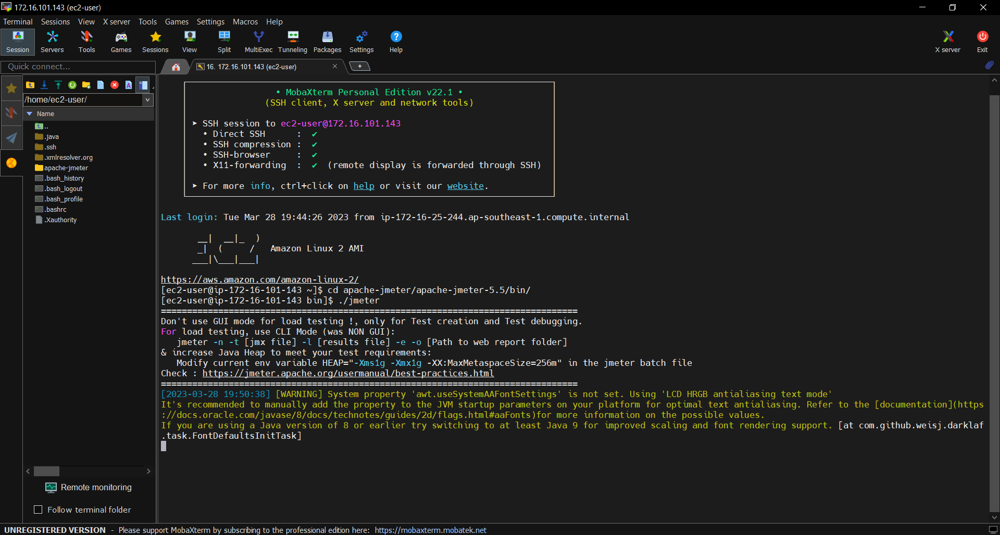 172.16.101.143 (ec2-user)
Terminal Sessions View X server Tools Games Settings Macros Help
Session Servers Tools Games Sessions View Split MultiExec Tunneling Packages Settings Help X server Exit
Quick connect...
16. 172.16.101.143 (ec2-user)
/home/ec2-user/
Name
..
.java
.ssh
.xmlresolver.org
apache-jmeter
.bash_history
.bash_logout
.bash_profile
.bashrc
.Xauthority
Remote monitoring
Follow terminal folder
• MobaXterm Personal Edition v22.1 •
(SSH client, X server and network tools)
➤ SSH session to ec2-user@172.16.101.143
• Direct SSH : ✔
• SSH compression : ✔
• SSH-browser : ✔
• X11-forwarding : ✔ (remote display is forwarded through SSH)
➤ For more info, ctrl+click on help or visit our website.
Last login: Tue Mar 28 19:44:26 2023 from ip-172-16-25-244.ap-southeast-1.compute.internal
__| __|_ )
_| ( / Amazon Linux 2 AMI
___|\___|___|
https://aws.amazon.com/amazon-linux-2/
[ec2-user@ip-172-16-101-143 ~]$ cd apache-jmeter/apache-jmeter-5.5/bin/
[ec2-user@ip-172-16-101-143 bin]$ ./jmeter
================================================================================
Don't use GUI mode for load testing !, only for Test creation and Test debugging.
For load testing, use CLI Mode (was NON GUI):
jmeter -n -t [jmx file] -l [results file] -e -o [Path to web report folder]
& increase Java Heap to meet your test requirements:
Modify current env variable HEAP="-Xms1g -Xmx1g -XX:MaxMetaspaceSize=256m" in the jmeter batch file
Check : https://jmeter.apache.org/usermanual/best-practices.html
================================================================================
[2023-03-28 19:50:38] [WARNING] System property 'awt.useSystemAAFontSettings' is not set. Using 'LCD HRGB antialiasing text mode'
It's recommended to manually add the property to the JVM startup parameters on your platform for optimal text antialiasing. Refer to the [documentation](https
://docs.oracle.com/javase/8/docs/technotes/guides/2d/flags.html#aaFonts)for more information on the possible values.
If you are using a Java version of 8 or earlier try switching to at least Java 9 for improved scaling and font rendering support. [at com.github.weisj.darklaf
.task.FontDefaultsInitTask]
UNREGISTERED VERSION - Please support MobaXterm by subscribing to the professional edition here: https://mobaxterm.mobatek.net